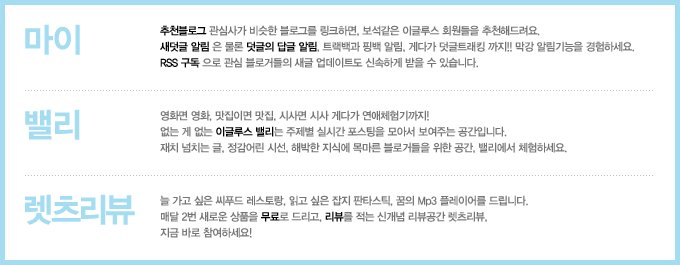 마이
추천블로그 관심사가 비슷한 블로그를 링크하면, 보석같은 이글루스 회원들을 추천해드려요.
새덧글 알림 은 물론 덧글의 답글 알림, 트랙백과 핑백 알림, 게다가 덧글트래킹 까지!! 막강 알림기능을 경험하세요.
RSS 구독 으로 관심 블로거들의 새글 업데이트도 신속하게 받을 수 있습니다.
밸리
영화면 영화, 맛집이면 맛집, 시사면 시사 게다가 연애체험기까지!
없는 게 없는 이글루스 밸리는 주제별 실시간 포스팅을 모아서 보여주는 공간입니다.
재치 넘치는 글, 정감어린 시선, 해박한 지식에 목마른 블로거들을 위한 공간, 밸리에서 체험하세요.
렛츠리뷰
늘 가고 싶은 씨푸드 레스토랑, 읽고 싶은 잡지 판타스틱, 꿈의 Mp3 플레이어를 드립니다.
매달 2번 새로운 상품을 무료로 드리고, 리뷰를 적는 신개념 리뷰공간 렛츠리뷰,
지금 바로 참여하세요!